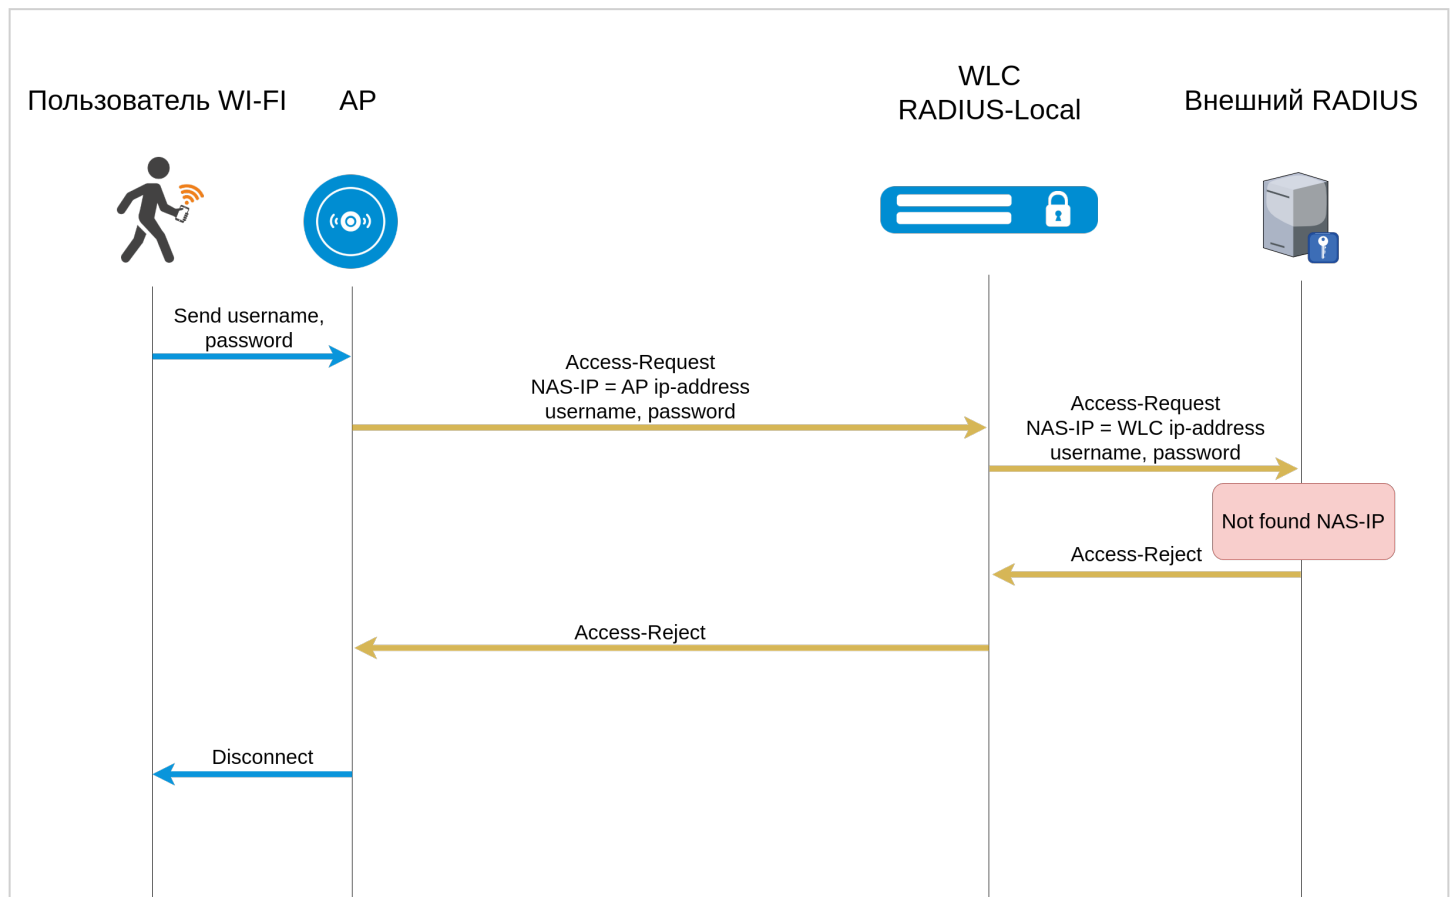 Пользователь WI-FI
AP
WLC
RADIUS-Local
Внешний RADIUS
Send username,
password
Access-Request
NAS-IP = AP ip-address
username, password
Access-Request
NAS-IP = WLC ip-address
username, password
Not found NAS-IP
Access-Reject
Access-Reject
Disconnect